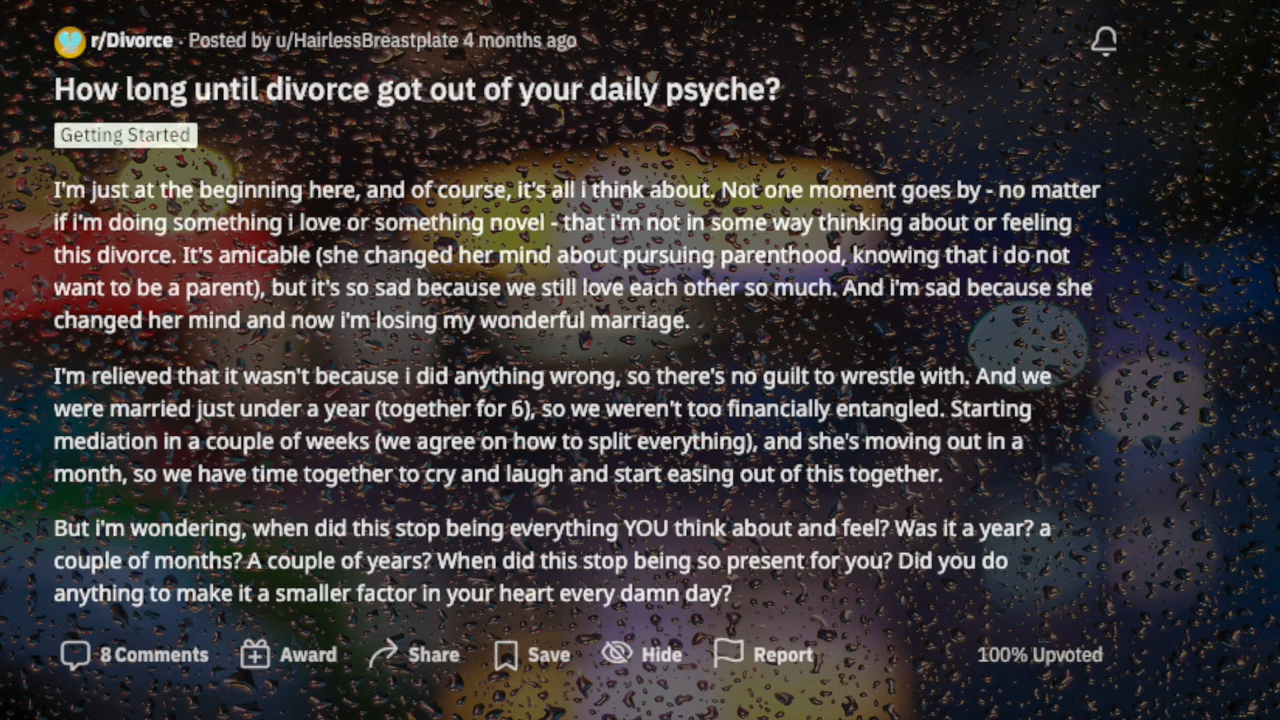 r/Divorce · Posted by u/HairlessBreastplate 4 months ago
How long until divorce got out of your daily psyche?
Getting Started
I'm just at the beginning here, and of course, it's all i think about. Not one moment goes by - no matter
if i'm doing something i love or something novel - that i'm not in some way thinking about or feeling
this divorce. It's amicable (she changed her mind about pursuing parenthood, knowing that i do not
want to be a parent), but it's so sad because we still love each other so much. And i'm sad because she
changed her mind and now i'm losing my wonderful marriage.
I'm relieved that it wasn't because i did anything wrong, so there's no guilt to wrestle with. And we
were married just under a year (together for 6), so we weren't too financially entangled. Starting
mediation in a couple of weeks (we agree on how to split everything), and she's moving out in a
month, so we have time together to cry and laugh and start easing out of this together.
But i'm wondering, when did this stop being everything YOU think about and feel? Was it a year? a
couple of months? A couple of years? When did this stop being so present for you? Did you do
anything to make it a smaller factor in your heart every damn day?
8 Comments Award Share Save Hide Report 100% Upvoted